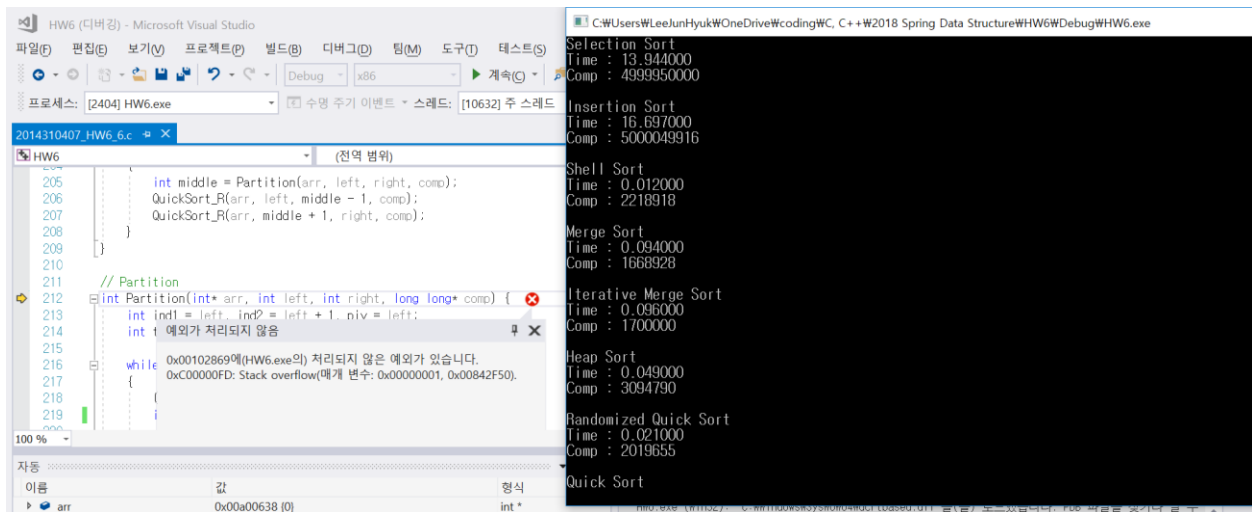 HW6 (디버깅) - Microsoft Visual Studio
파일(F) 편집(E) 보기(V) 프로젝트(P) 빌드(B) 디버그(D) 팀(M) 도구(T) 테스트(S)
Debug x86 계속(C)
프로세스: [2404] HW6.exe 수명 주기 이벤트 스레드: [10632] 주 스레드
2014310407_HW6_6.c
HW6 (전역 범위)
205 int middle = Partition(arr, left, right, comp);
206 QuickSort_R(arr, left, middle - 1, comp);
207 QuickSort_R(arr, middle + 1, right, comp);
208 }
209 }
210
211 // Partition
212 int Partition(int* arr, int left, int right, long long* comp) {
213 int ind1 = left, ind2 = left + 1, piv = left;
214 int
215
216 while
217 {
218
219
예외가 처리되지 않음
0x00102869에(HW6.exe의) 처리되지 않은 예외가 있습니다.
0xC00000FD: Stack overflow(매개 변수: 0x00000001, 0x00842F50).
100 %
자동
이름 값 형식
arr 0x00a00638 {0} int *
C:₩Users₩LeeJunHyuk₩OneDrive₩coding₩C, C++₩2018 Spring Data Structure₩HW6₩Debug₩HW6.exe
Selection Sort
Time : 13.944000
Comp : 4999950000
Insertion Sort
Time : 16.697000
Comp : 5000049916
Shell Sort
Time : 0.012000
Comp : 2218918
Merge Sort
Time : 0.094000
Comp : 1668928
Iterative Merge Sort
Time : 0.096000
Comp : 1700000
Heap Sort
Time : 0.049000
Comp : 3094790
Randomized Quick Sort
Time : 0.021000
Comp : 2019655
Quick Sort